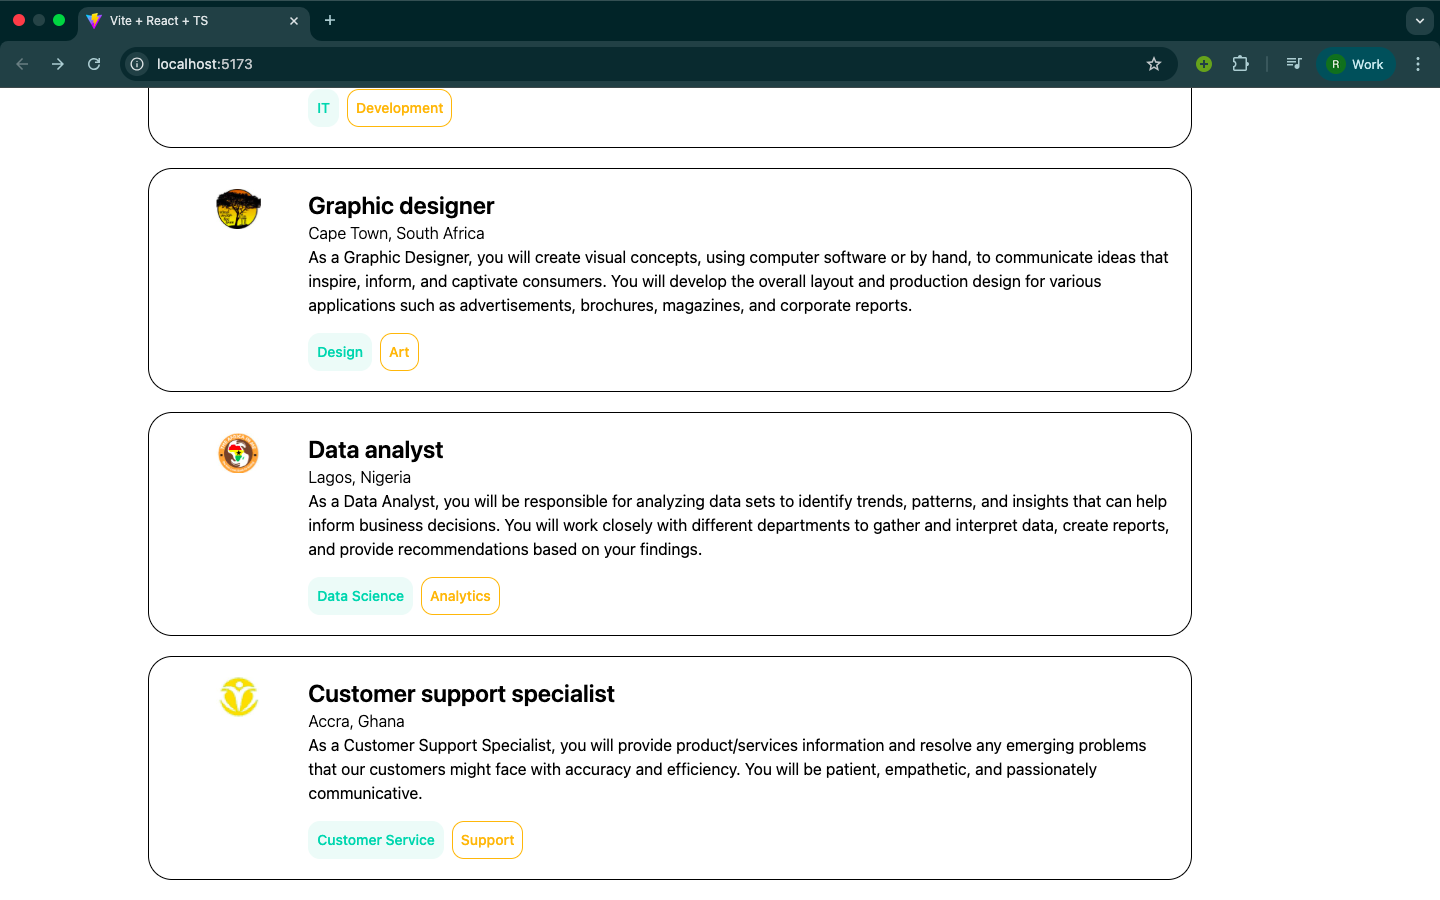 Vite + React + TS
localhost:5173
R Work
IT Development
Graphic designer
Cape Town, South Africa
As a Graphic Designer, you will create visual concepts, using computer software or by hand, to communicate ideas that
inspire, inform, and captivate consumers. You will develop the overall layout and production design for various
applications such as advertisements, brochures, magazines, and corporate reports.
Design Art
Data analyst
Lagos, Nigeria
As a Data Analyst, you will be responsible for analyzing data sets to identify trends, patterns, and insights that can help
inform business decisions. You will work closely with different departments to gather and interpret data, create reports,
and provide recommendations based on your findings.
Data Science Analytics
Customer support specialist
Accra, Ghana
As a Customer Support Specialist, you will provide product/services information and resolve any emerging problems
that our customers might face with accuracy and efficiency. You will be patient, empathetic, and passionately
communicative.
Customer Service Support